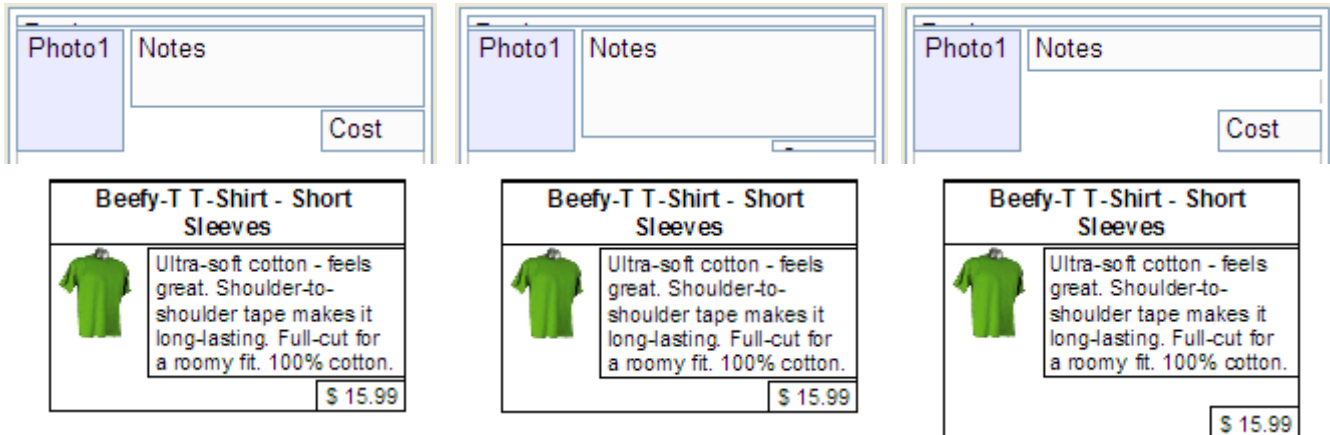 Photo1 Notes
Cost
Photo1 Notes
Photo1 Notes
Cost
Beefy-T T-Shirt - Short
Sleeves
Ultra-soft cotton - feels
great. Shoulder-to-
shoulder tape makes it
long-lasting. Full-cut for
a roomy fit. 100% cotton.
$ 15.99
Beefy-T T-Shirt - Short
Sleeves
Ultra-soft cotton - feels
great. Shoulder-to-
shoulder tape makes it
long-lasting. Full-cut for
a roomy fit. 100% cotton.
$ 15.99
Beefy-T T-Shirt - Short
Sleeves
Ultra-soft cotton - feels
great. Shoulder-to-
shoulder tape makes it
long-lasting. Full-cut for
a roomy fit. 100% cotton.
$ 15.99